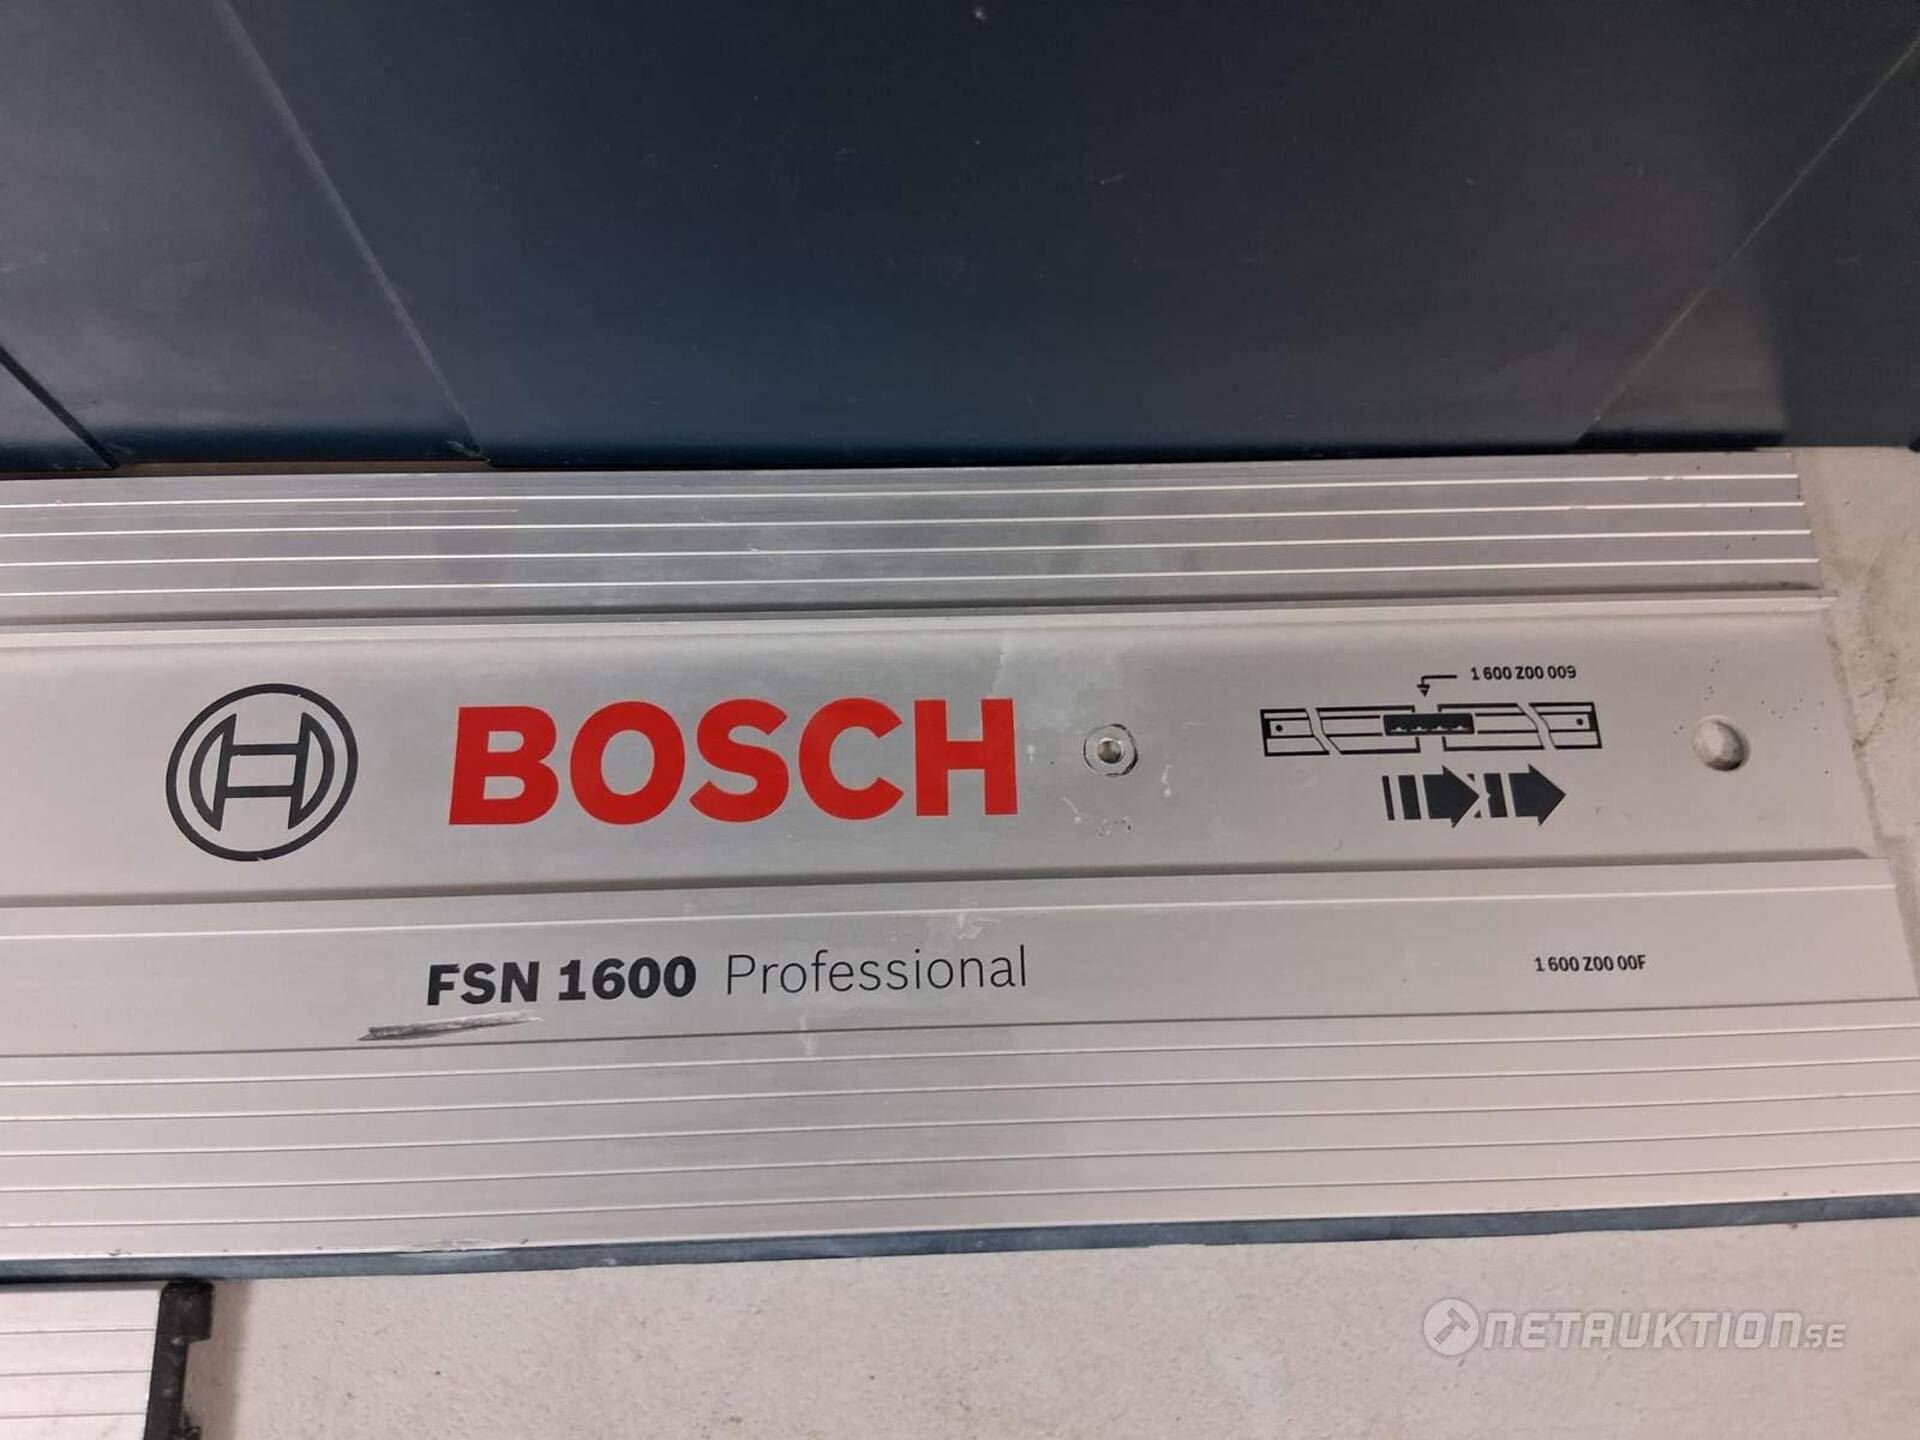 1 600 Z00 009
BOSCH
FSN 1600 Professional
1 600 Z00 00F
NETAUKTION.SE